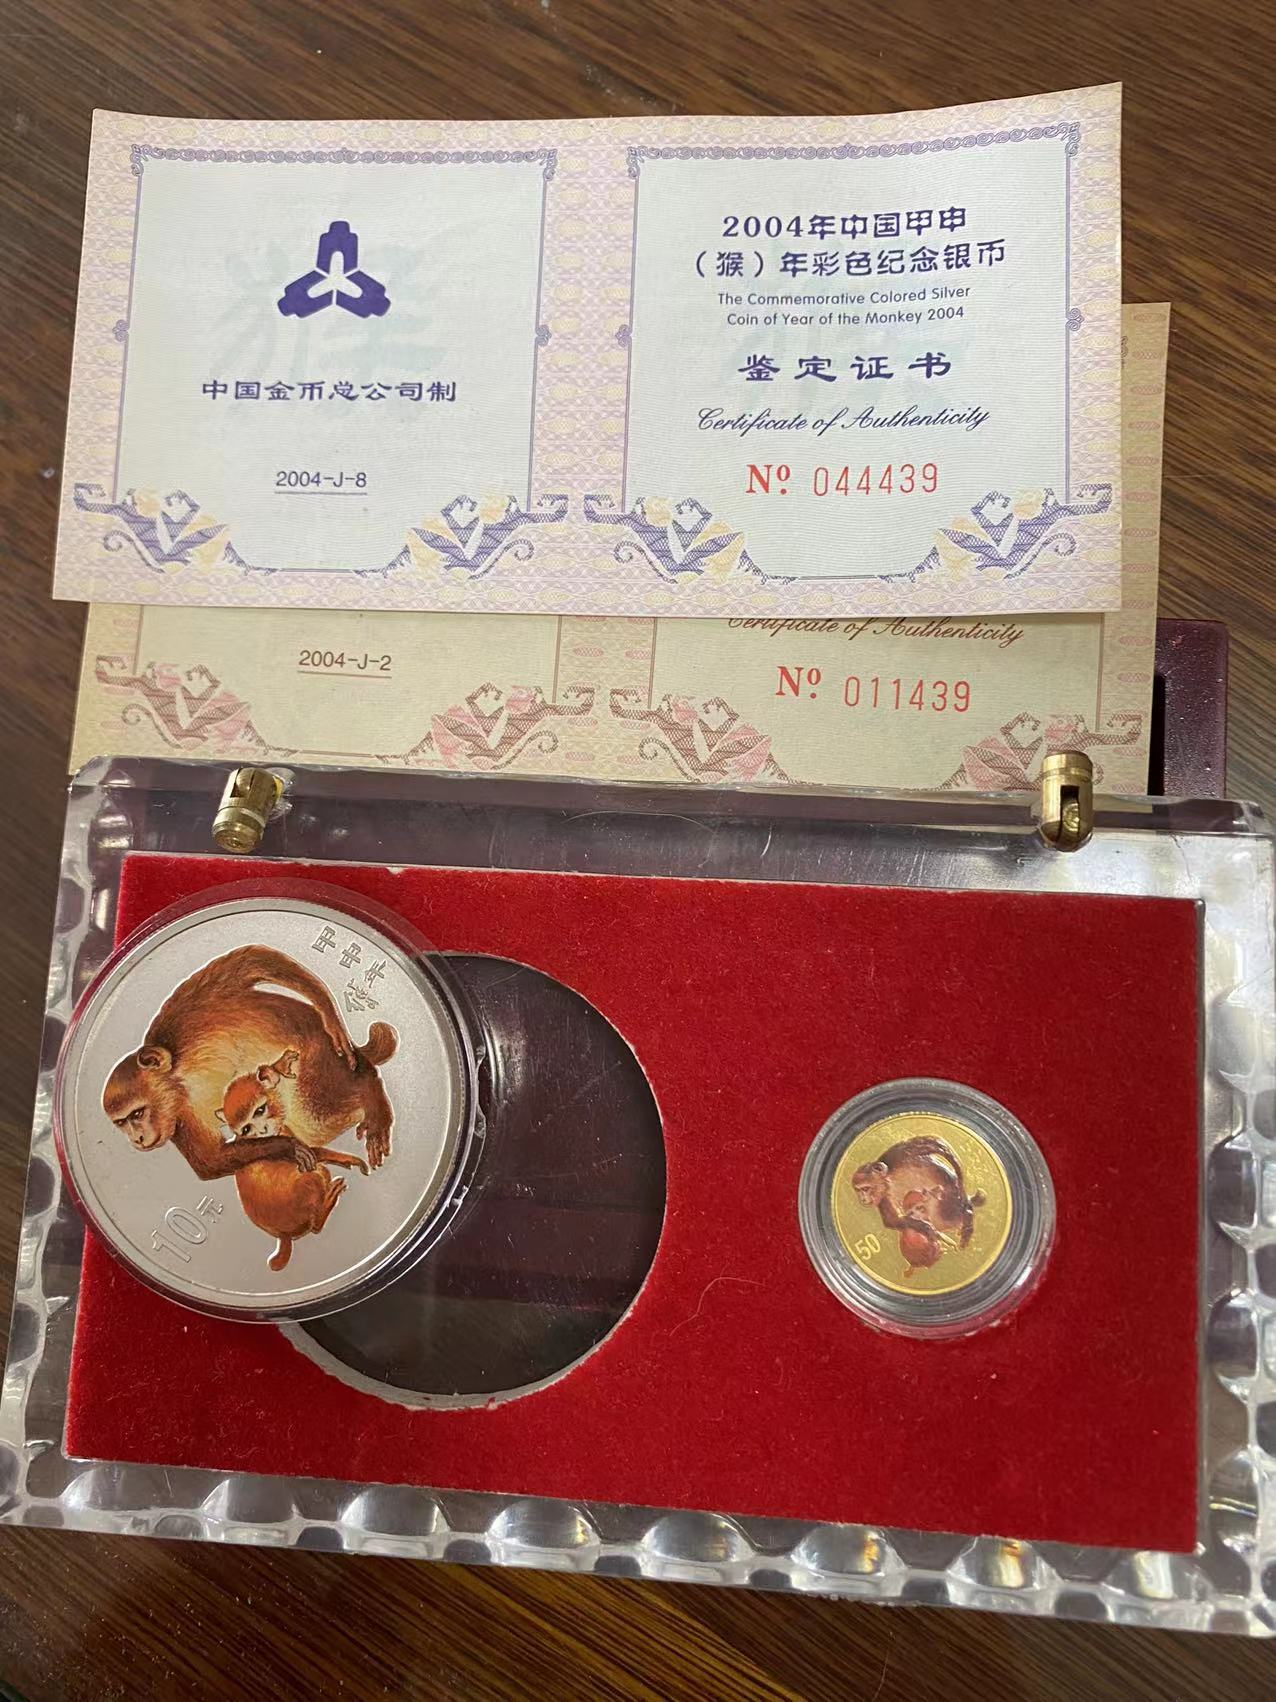 中国金币总公司制
2004-J-8
2004年中国甲申
（猴）年彩色纪念银币
The Commemorative Colored Silver
Coin of Year of the Monkey 2004
鉴定证书
Certificate of Authenticity
Nº. 044439
2004-J-2
Certificate of Authenticity
Nº. 011439
甲申年
猴
10元
50